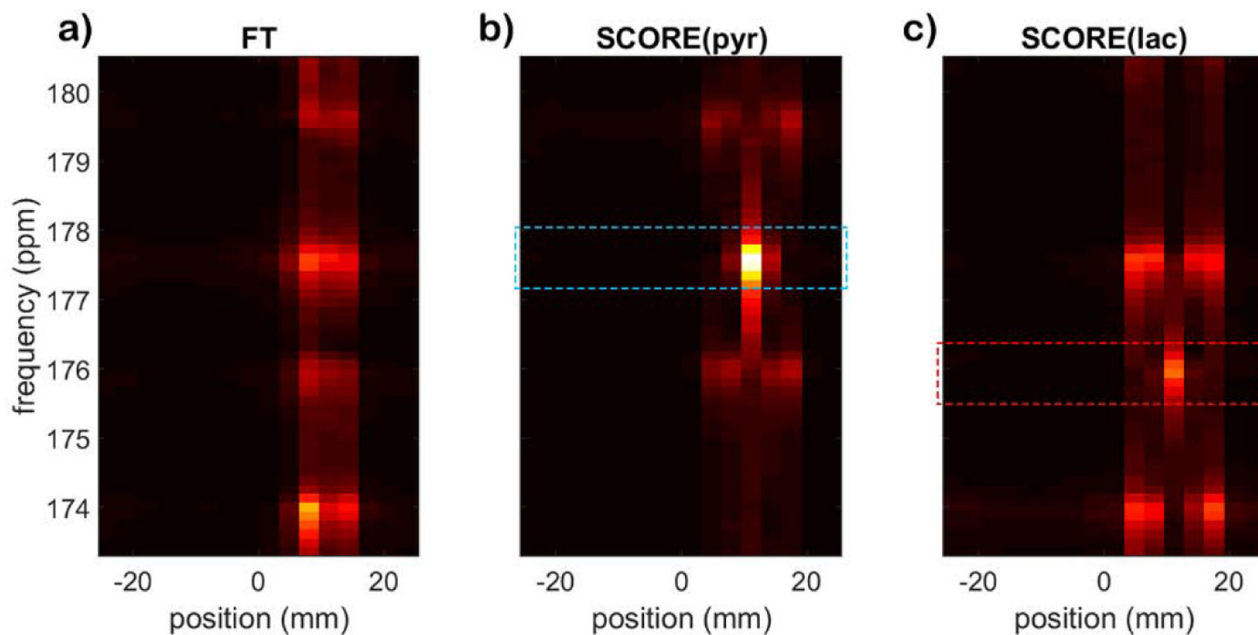 a)
FT
b)
SCORE(pyr)
c)
SCORE(lac)
frequency (ppm)
180
179
178
177
176
175
174
-20 0 20
-20 0 20
-20 0 20
position (mm)
position (mm)
position (mm)